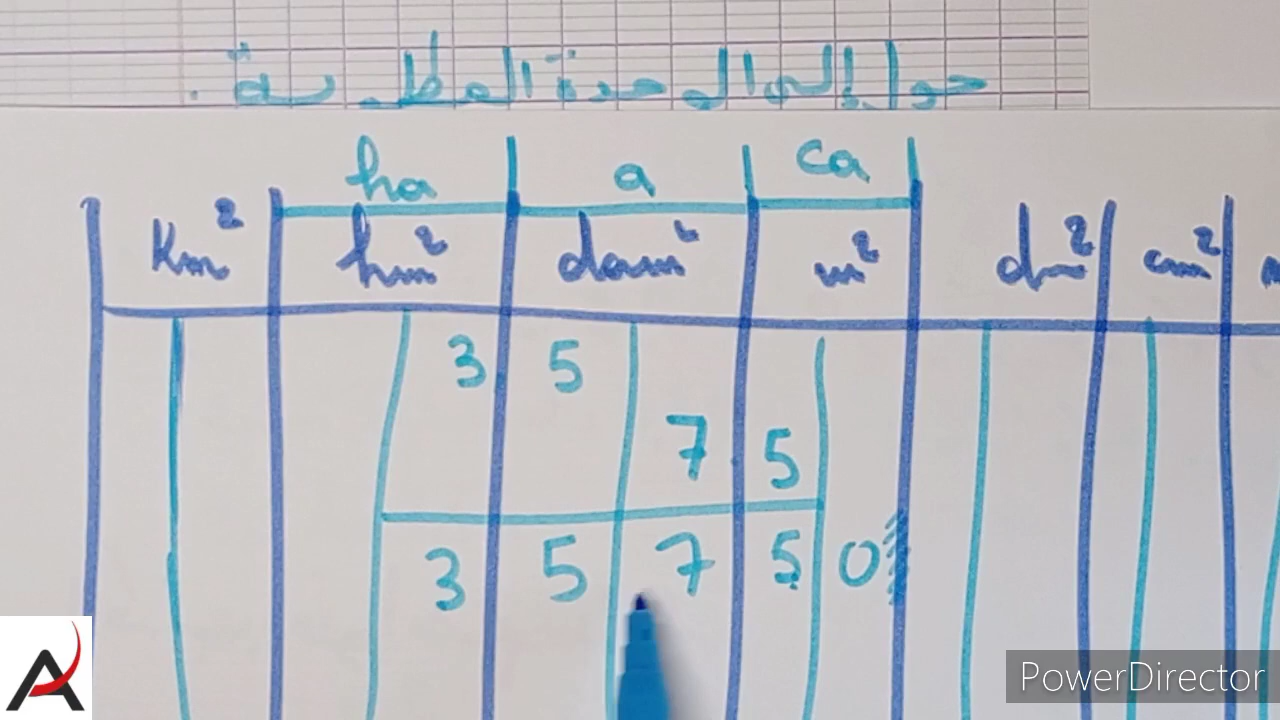 حول إلى الوحدة المطلوبة .
ha a ca
km² hm² dam² m² dm² cm² m
3 5
7 5
3 5 7 5 0
PowerDirector